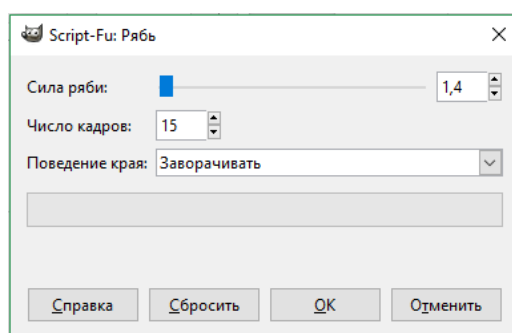 Script-Fu: Рябь
Сила ряби: 1,4
Число кадров: 15
Поведение края: Заворачивать
Справка Сбросить OK Отменить